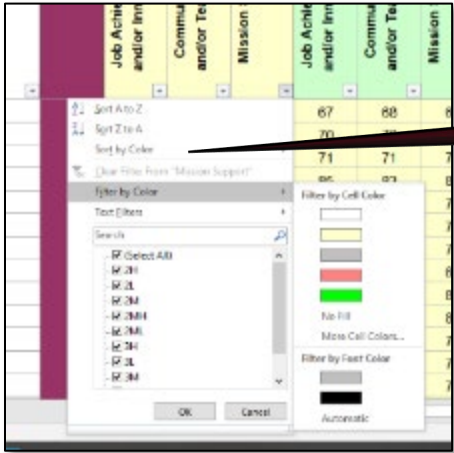 Job Achie
and/or Inn
Commu
and/or Te
Mission
Job Achie
and/or Inn
Commu
and/or Te
Mission
67 68
70
71 71
Sort A to Z
Sort Z to A
Sort by Color
Clear Filter From "Mission Support"
Filter by Color
Text Filters
Search
(Select All)
2H
2L
2M
2MH
2ML
3H
3L
3M
OK Cancel
Filter by Cell Color
No Fill
More Cell Colors...
Filter by Font Color
Automatic